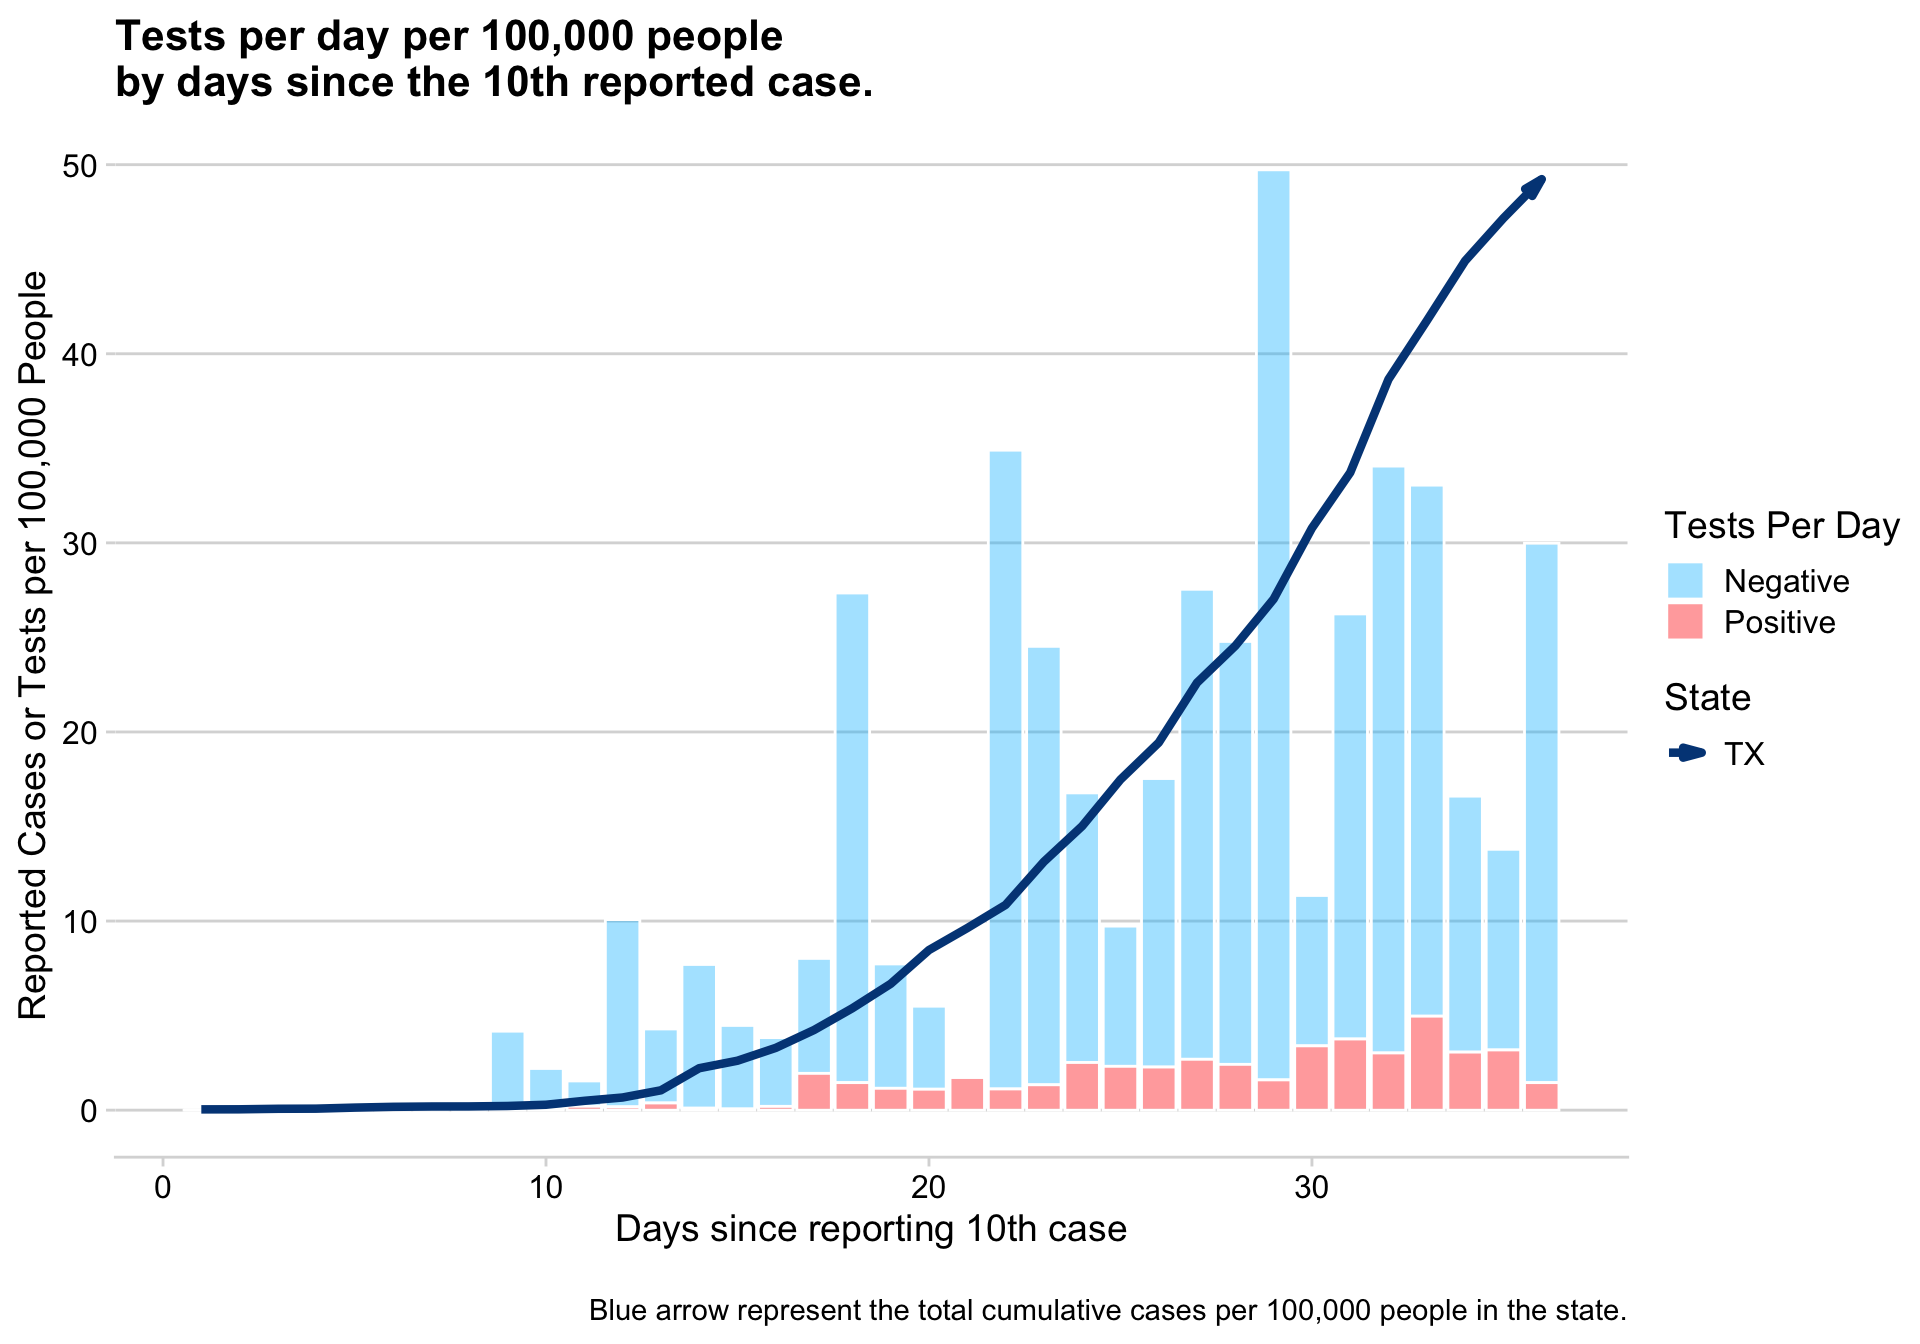 Tests per day per 100,000 people
by days since the 10th reported case.
Reported Cases or Tests per 100,000 People
50
40
30
20
10
0
0
10
20
30
Days since reporting 10th case
Tests Per Day
Negative
Positive
State
TX
Blue arrow represent the total cumulative cases per 100,000 people in the state.